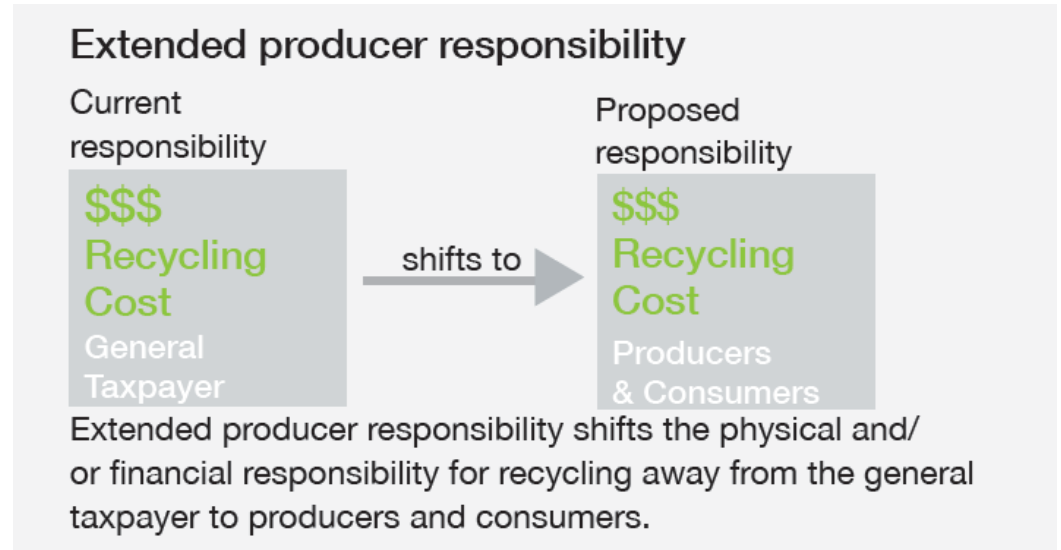 Extended producer responsibility
Current
responsibility
$$$
Recycling
Cost
General
Taxpayer
shifts to
Proposed
responsibility
$$$
Recycling
Cost
Producers
& Consumers
Extended producer responsibility shifts the physical and/
or financial responsibility for recycling away from the general
taxpayer to producers and consumers.